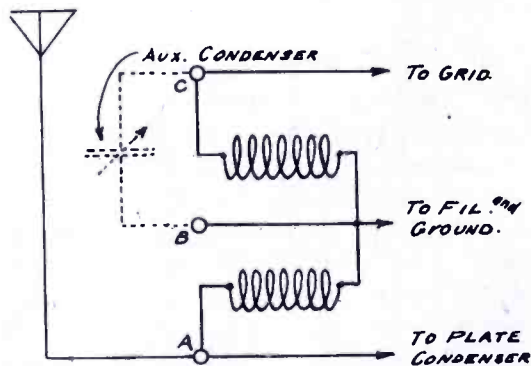 AUX. CONDENSER
C
TO GRID.
B
TO FIL. and
GROUND.
A
TO PLATE
CONDENSER